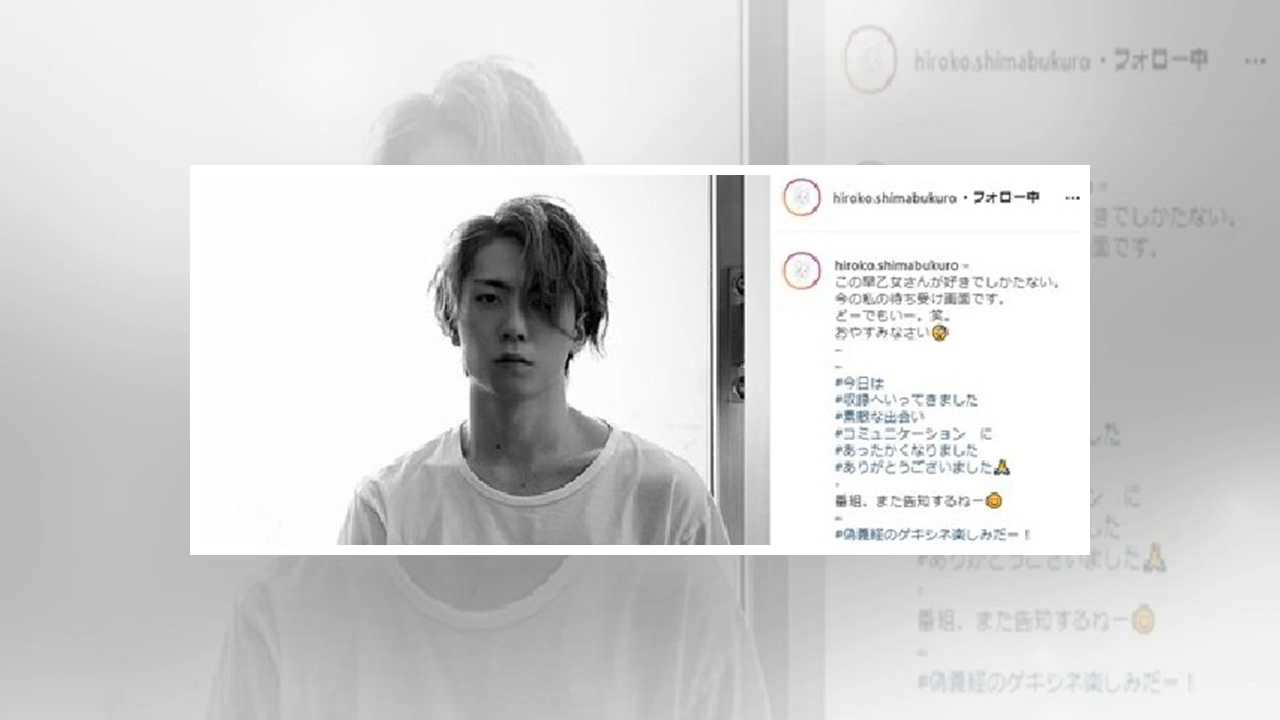 hiroko.shimabukuro・フォロー中
hiroko.shimabukuro
この早乙女さんが好きでしかたない。
今の私の待ち受け画面です。
どーでもいー。笑。
おやすみなさい
#今日は
#収録へいってきました
#素敵な出会い
#コミュニケーション に
#あったかくなりました
#ありがとうございました🙏
番組、また告知するねー
#偽義経のゲキシネ楽しみだー！